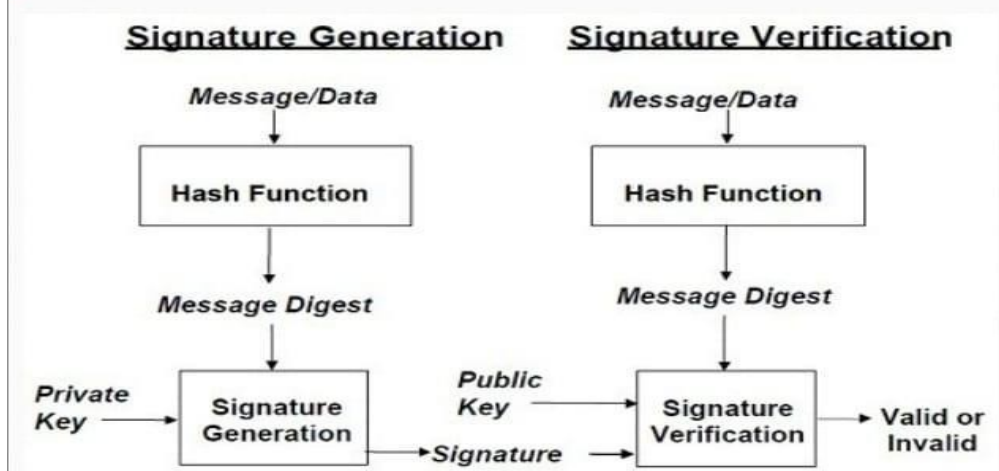 Signature Generation
Signature Verification
Message/Data
Message/Data
Hash Function
Hash Function
Message Digest
Message Digest
Private
Key
Signature
Generation
Public
Key
Signature
Signature
Verification
Valid or
Invalid